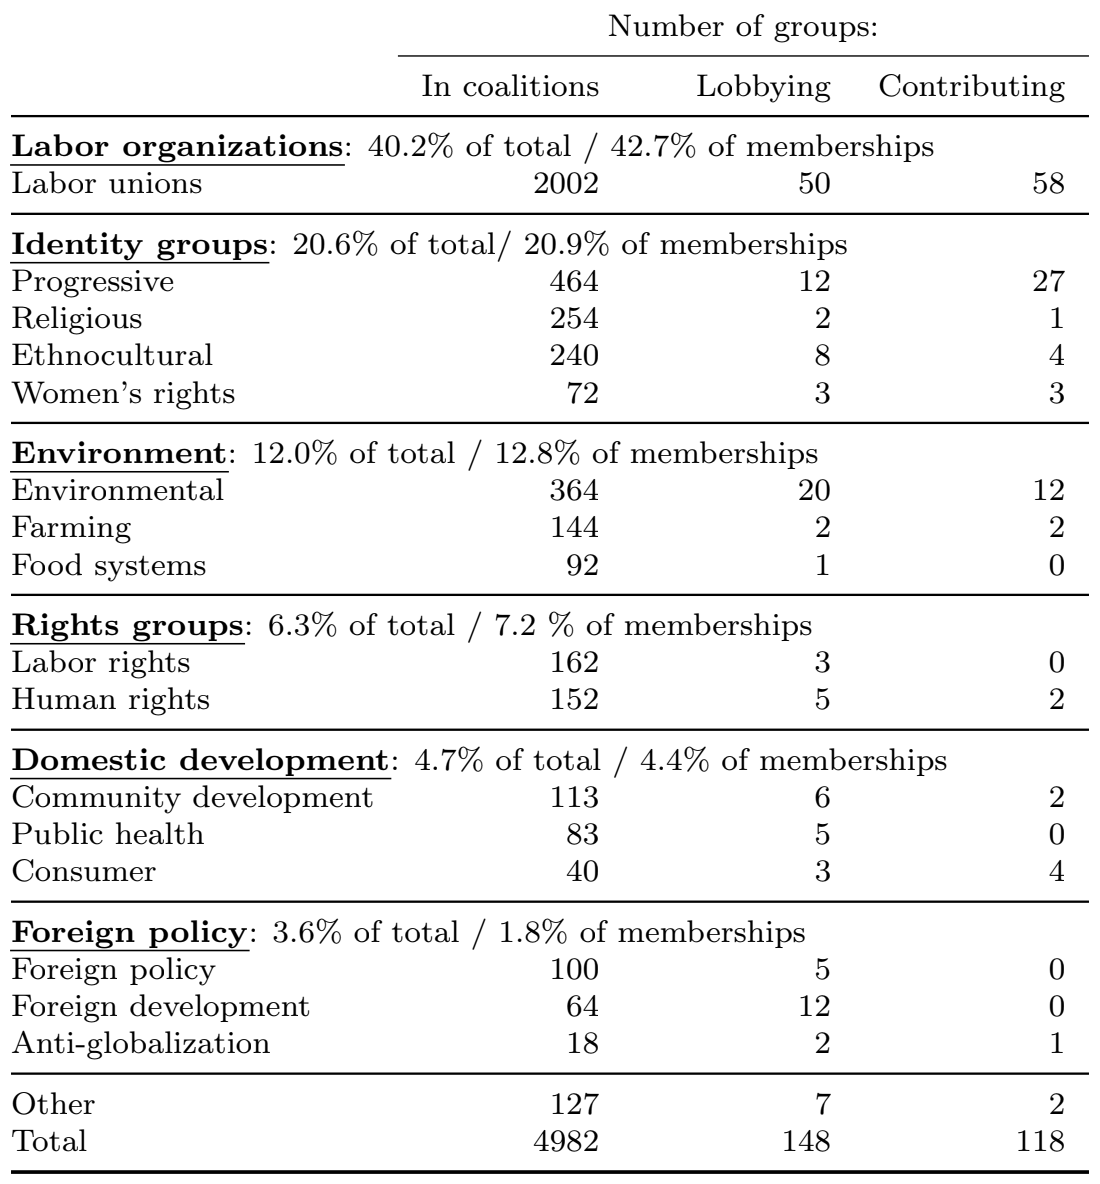 Number of groups:
In coalitions Lobbying Contributing
Labor organizations: 40.2% of total / 42.7% of memberships
Labor unions 2002 50 58
Identity groups: 20.6% of total/ 20.9% of memberships
Progressive 464 12 27
Religious 254 2 1
Ethnocultural 240 8 4
Women's rights 72 3 3
Environment: 12.0% of total / 12.8% of memberships
Environmental 364 20 12
Farming 144 2 2
Food systems 92 1 0
Rights groups: 6.3% of total / 7.2 % of memberships
Labor rights 162 3 0
Human rights 152 5 2
Domestic development: 4.7% of total / 4.4% of memberships
Community development 113 6 2
Public health 83 5 0
Consumer 40 3 4
Foreign policy: 3.6% of total / 1.8% of memberships
Foreign policy 100 5 0
Foreign development 64 12 0
Anti-globalization 18 2 1
Other 127 7 2
Total 4982 148 118